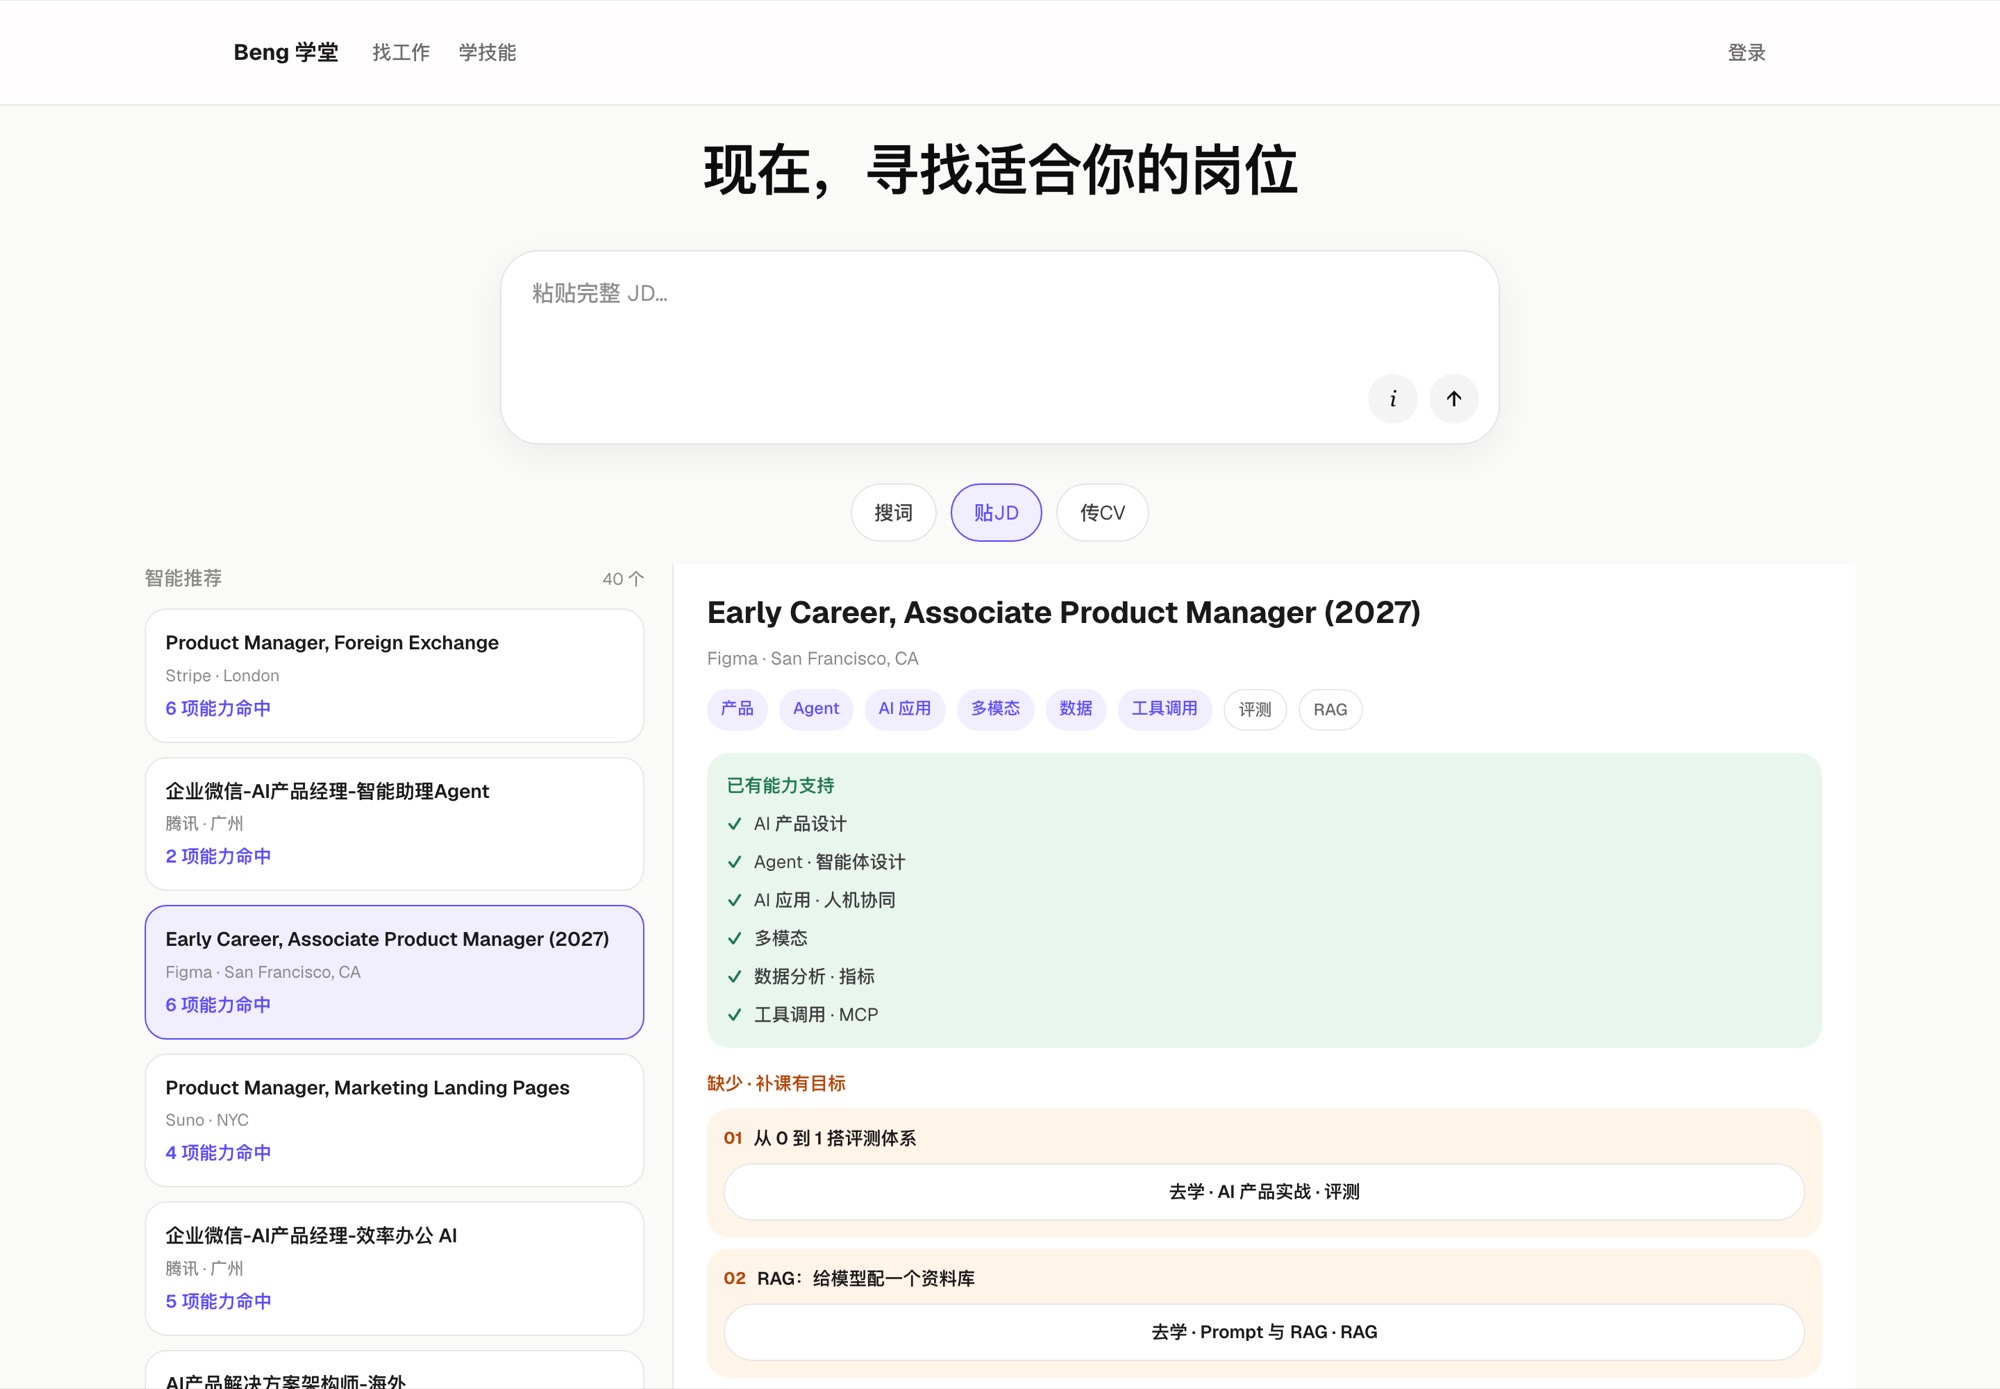 Beng 学堂 找工作 学技能 登录
现在，寻找适合你的岗位
粘贴完整 JD...
i
搜词 贴JD 传CV
智能推荐 40 个
Product Manager, Foreign Exchange
Stripe · London
6 项能力命中
企业微信-AI产品经理-智能助理Agent
腾讯 · 广州
2 项能力命中
Early Career, Associate Product Manager (2027)
Figma · San Francisco, CA
6 项能力命中
Product Manager, Marketing Landing Pages
Suno · NYC
4 项能力命中
企业微信-AI产品经理-效率办公 AI
腾讯 · 广州
5 项能力命中
AI产品解决方案架构师-海外
Early Career, Associate Product Manager (2027)
Figma · San Francisco, CA
产品 Agent AI 应用 多模态 数据 工具调用 评测 RAG
已有能力支持
AI 产品设计
Agent · 智能体设计
AI 应用 · 人机协同
多模态
数据分析 · 指标
工具调用 · MCP
缺少 · 补课有目标
01 从 0 到 1 搭评测体系
去学 · AI 产品实战 · 评测
02 RAG：给模型配一个资料库
去学 · Prompt 与 RAG · RAG